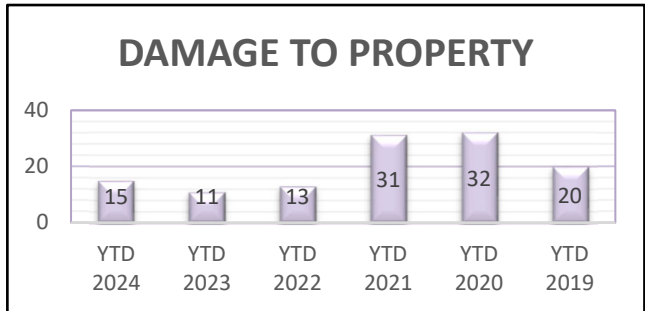 DAMAGE TO PROPERTY
40
20
0
15 11 13 31 32 20
YTD YTD YTD YTD YTD YTD
2024 2023 2022 2021 2020 2019